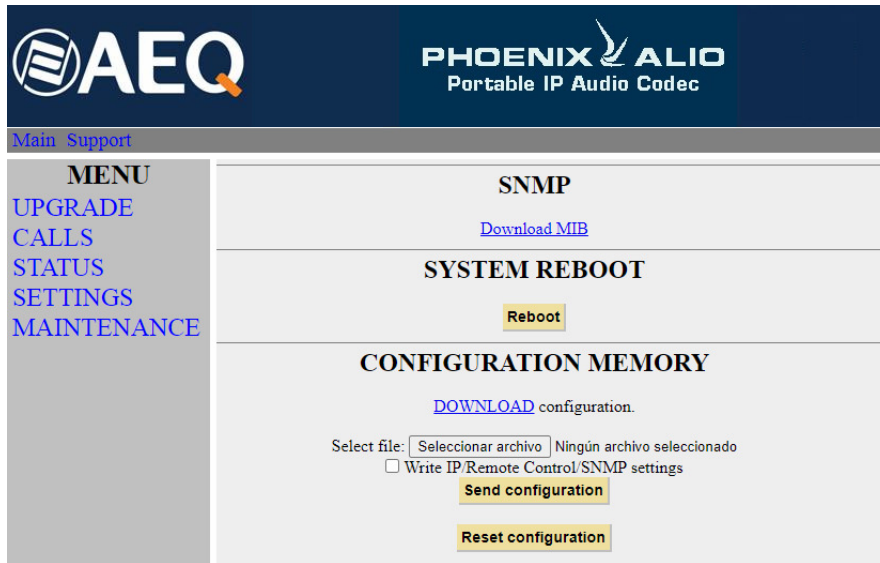 AEQ
PHOENIX ALIO
Portable IP Audio Codec
Main Support
MENU
UPGRADE
CALLS
STATUS
SETTINGS
MAINTENANCE
SNMP
Download MIB
SYSTEM REBOOT
Reboot
CONFIGURATION MEMORY
DOWNLOAD configuration.
Select file: Seleccionar archivo Ningún archivo seleccionado
Write IP/Remote Control/SNMP settings
Send configuration
Reset configuration